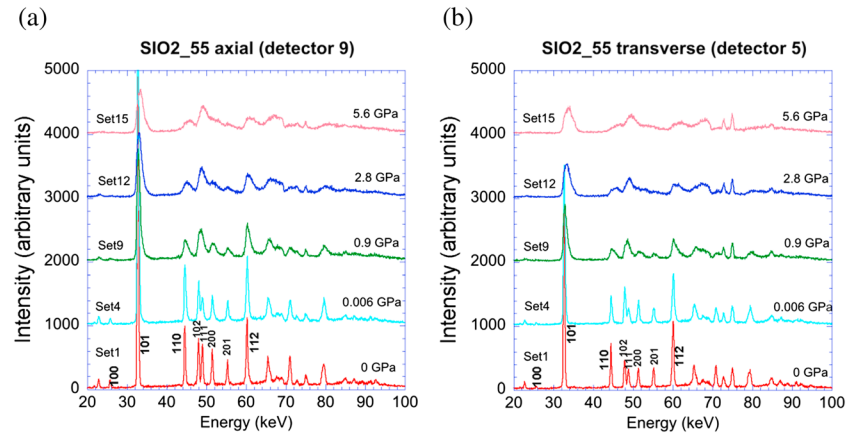 (a)
SIO2_55 axial (detector 9)
5000
4000
3000
2000
1000
0
Intensity (arbitrary units)
Set15
5.6 GPa
Set12
2.8 GPa
Set9
0.9 GPa
Set4
0.006 GPa
Set1
0 GPa
100
101
110
102
111
200
201
112
20 30 40 50 60 70 80 90 100
Energy (keV)
(b)
SIO2_55 transverse (detector 5)
5000
4000
3000
2000
1000
0
Intensity (arbitrary units)
Set15
5.6 GPa
Set12
2.8 GPa
Set9
0.9 GPa
Set4
0.006 GPa
Set1
0 GPa
100
101
110
102
200
201
112
20 30 40 50 60 70 80 90 100
Energy (keV)